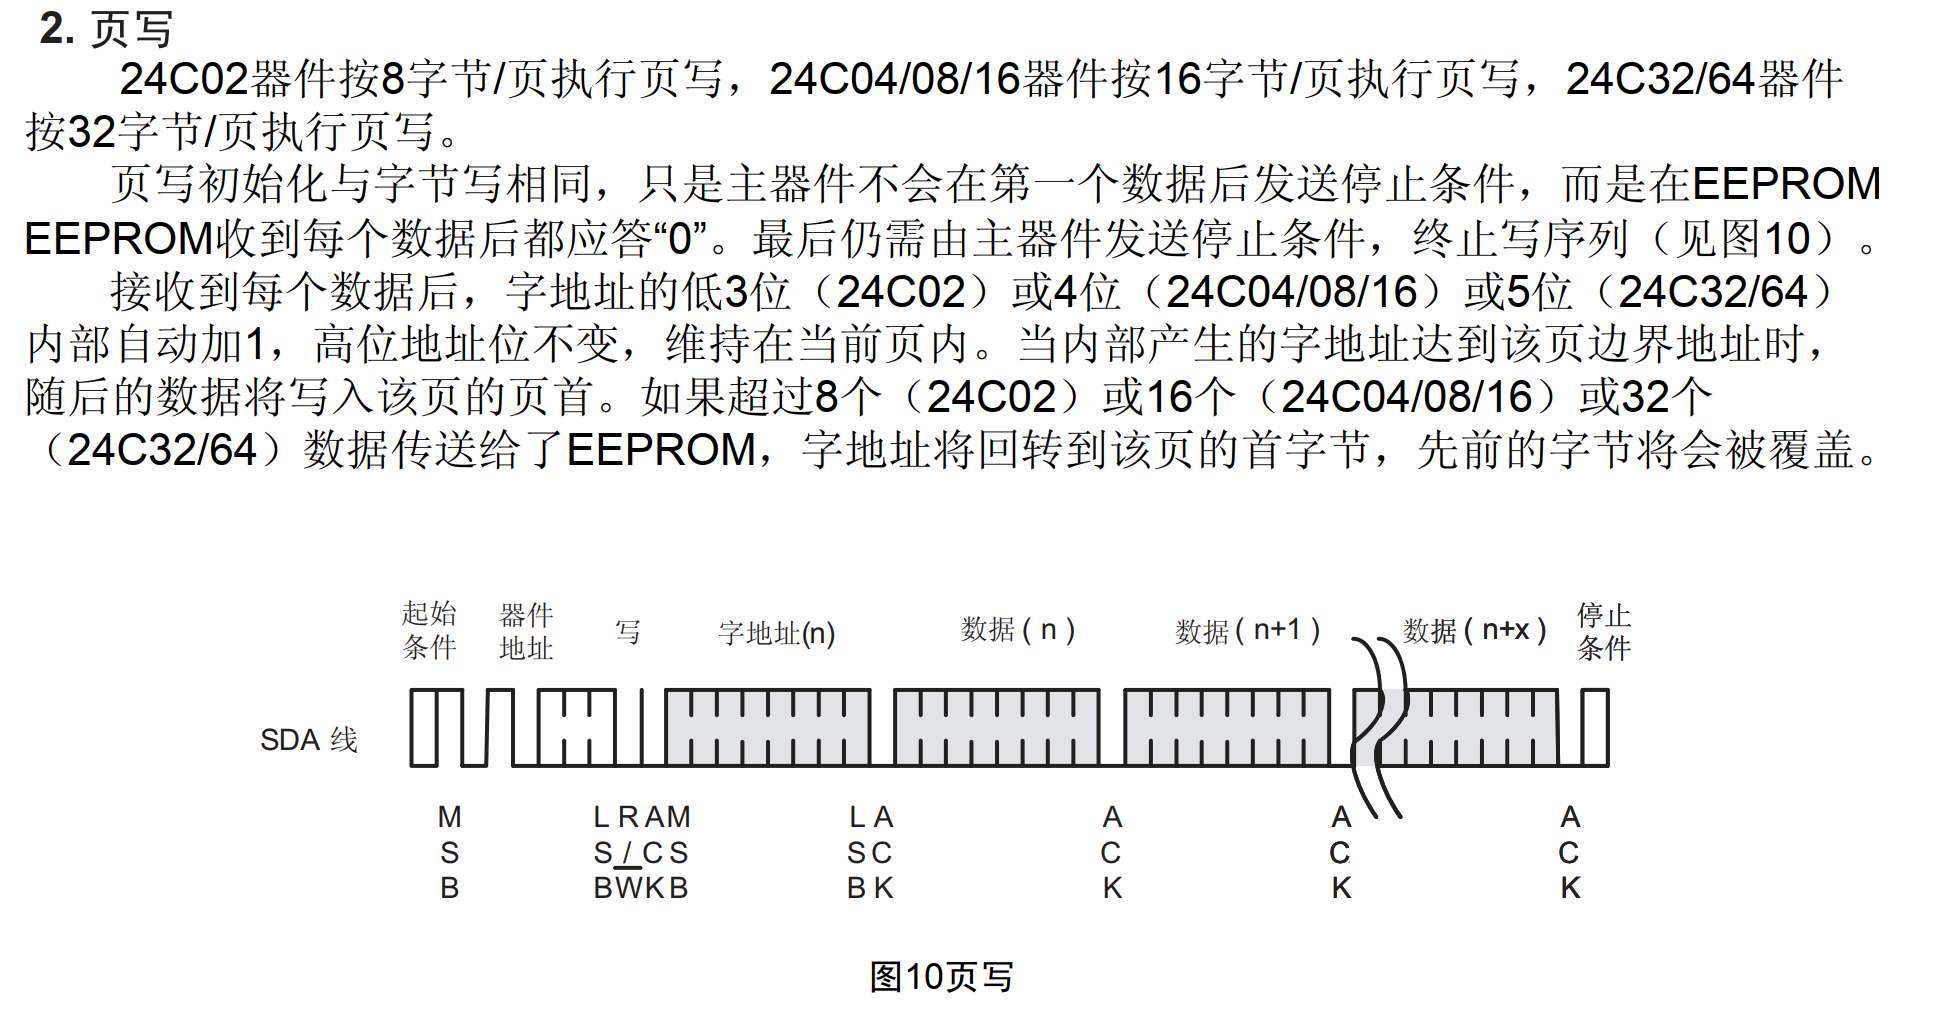 2. 页写
24C02器件按8字节/页执行页写，24C04/08/16器件按16字节/页执行页写，24C32/64器件
按32字节/页执行页写。
页写初始化与字节写相同，只是主器件不会在第一个数据后发送停止条件，而是在EEPROM
EEPROM收到每个数据后都应答“0”。最后仍需由主器件发送停止条件，终止写序列（见图10）。
接收到每个数据后，字地址的低3位（24C02）或4位（24C04/08/16）或5位（24C32/64）
内部自动加1，高位地址位不变，维持在当前页内。当内部产生的字地址达到该页边界地址时，
随后的数据将写入该页的页首。如果超过8个（24C02）或16个（24C04/08/16）或32个
（24C32/64）数据传送给了EEPROM，字地址将回转到该页的首字节，先前的字节将会被覆盖。
起始 器件 停止
条件 地址 写 字地址(n) 数据( n ) 数据( n+1 ) 数据( n+x ) 条件
SDA 线
M L R A M L A A A A
S S / C S S C C C C
B B W K B B K K K K
图10页写